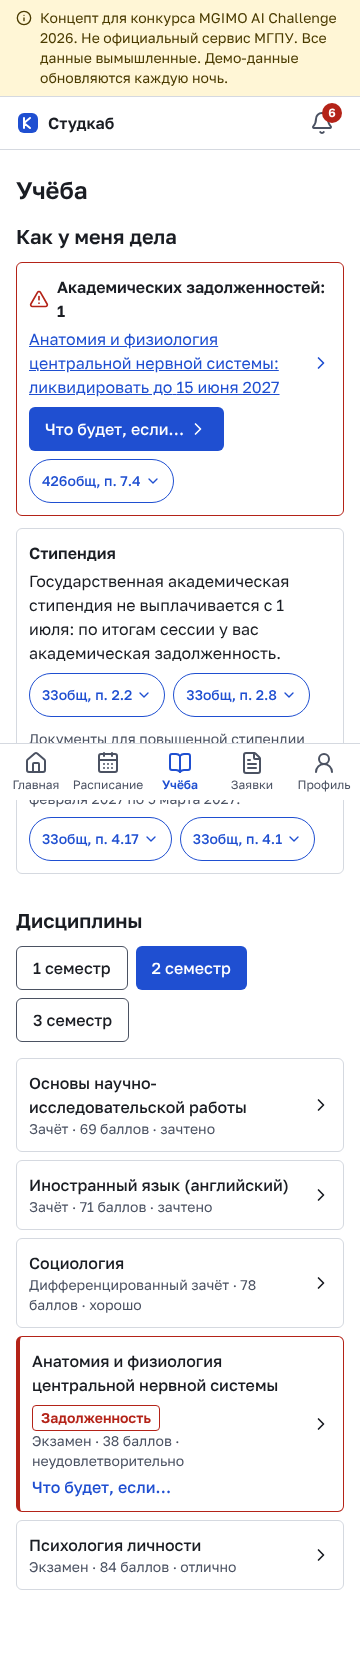 Концепт для конкурса MGIMO AI Challenge
2026. Не официальный сервис МГПУ. Все
данные вымышленные. Демо-данные
обновляются каждую ночь.
Студкаб
6
Учёба
Как у меня дела
Академических задолженностей:
1
Анатомия и физиология
центральной нервной системы:
ликвидировать до 15 июня 2027
Что будет, если...
426общ, п. 7.4
Стипендия
Государственная академическая
стипендия не выплачивается с 1
июля: по итогам сессии у вас
академическая задолженность.
33общ, п. 2.2
33общ, п. 2.8
Документы для повышенной стипендии
Главная
Расписание
Учёба
Заявки
Профиль
февраля 2027 по 5 марта 2027.
33общ, п. 4.17
33общ, п. 4.1
Дисциплины
1 семестр
2 семестр
3 семестр
Основы научно-
исследовательской работы
Зачёт · 69 баллов · зачтено
Иностранный язык (английский)
Зачёт · 71 баллов · зачтено
Социология
Дифференцированный зачёт · 78
баллов · хорошо
Анатомия и физиология
центральной нервной системы
Задолженность
Экзамен · 38 баллов ·
неудовлетворительно
Что будет, если...
Психология личности
Экзамен · 84 баллов · отлично